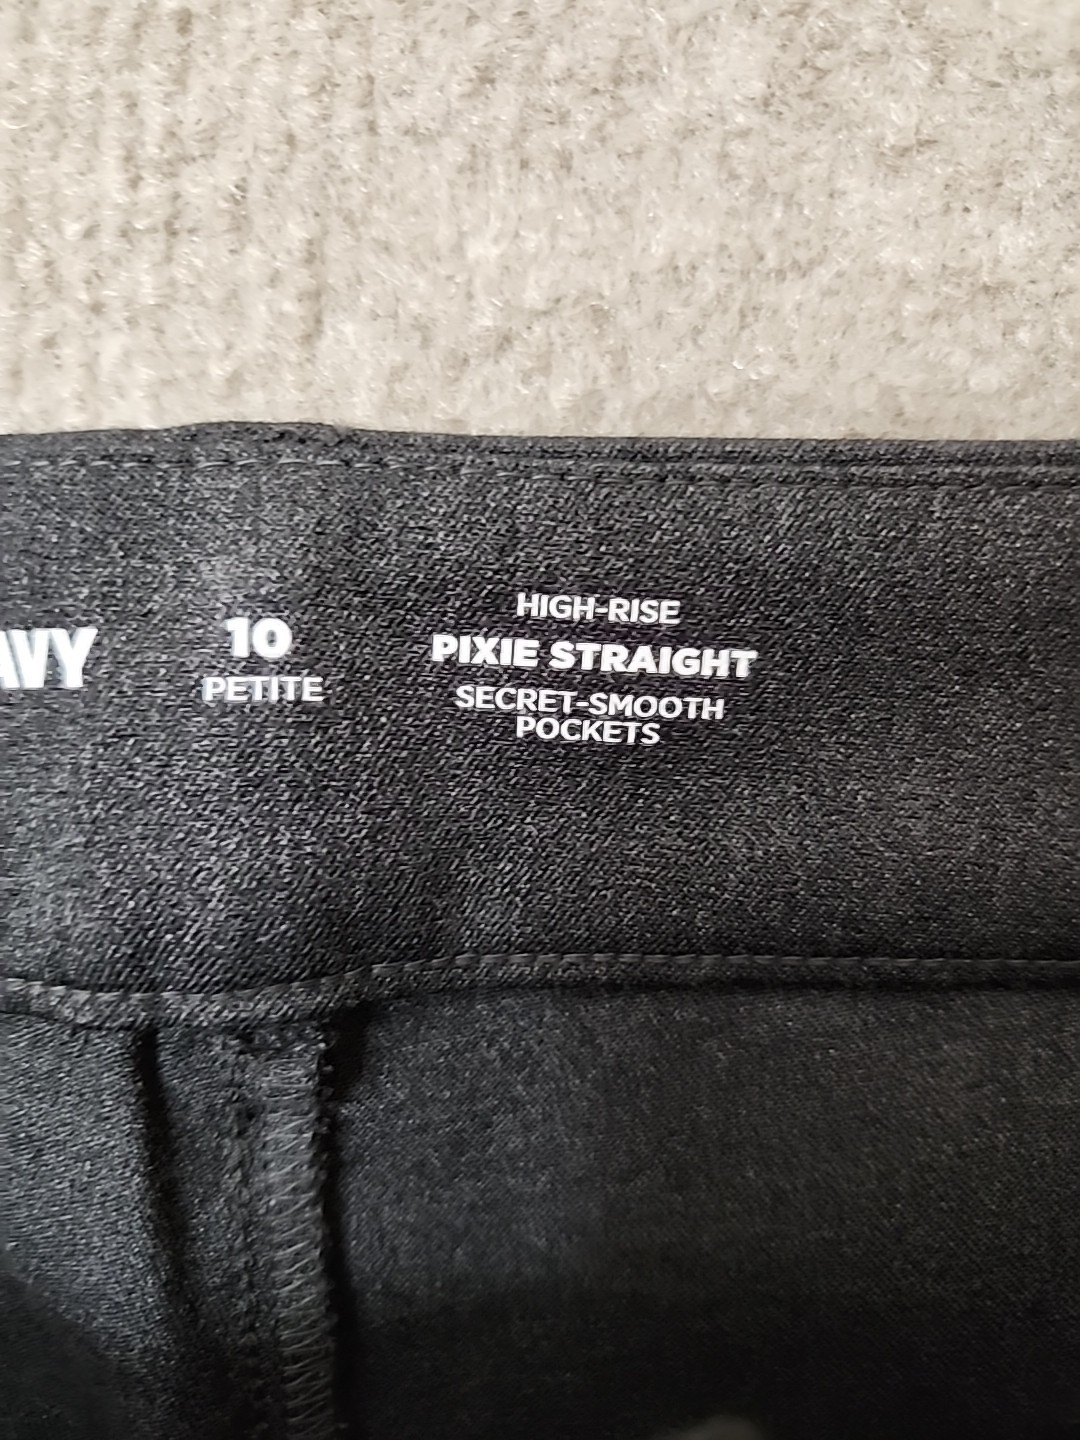 AVY
10
PETITE
HIGH-RISE
PIXIE STRAIGHT
SECRET-SMOOTH
POCKETS